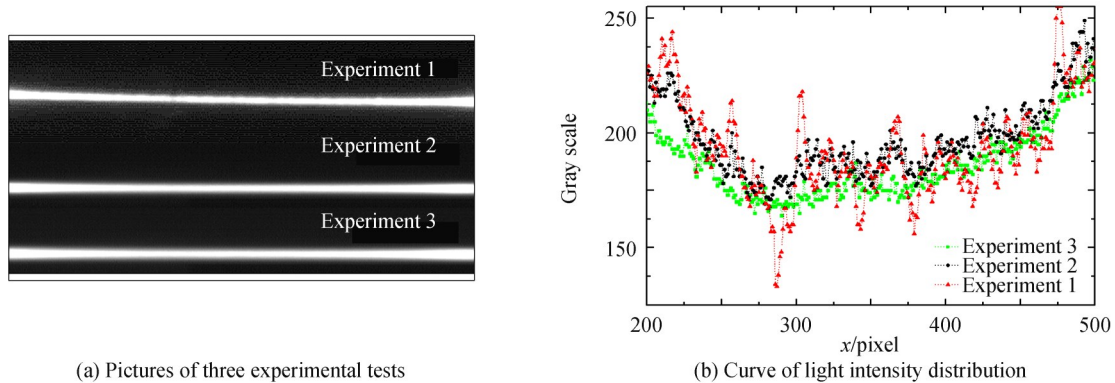 Experiment 1
Experiment 2
Experiment 3
(a) Pictures of three experimental tests
250
200
150
Gray scale
Experiment 3
Experiment 2
Experiment 1
200
300
400
500
x/pixel
(b) Curve of light intensity distribution